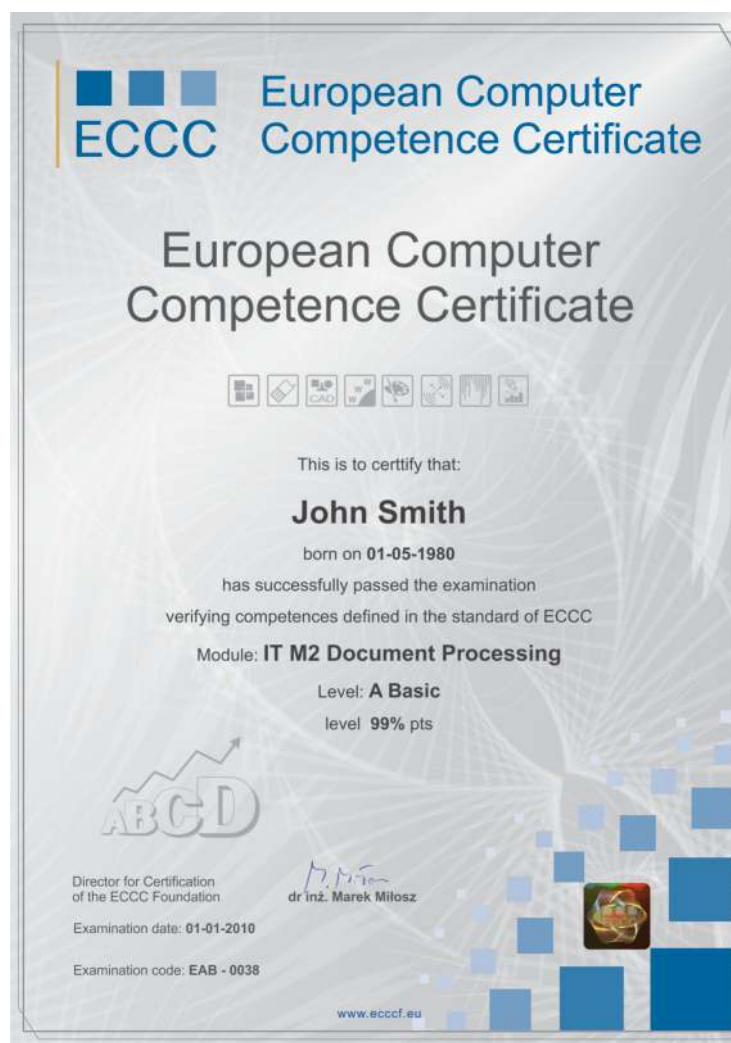 ECCC
European Computer
Competence Certificate
European Computer
Competence Certificate
CAD
This is to certtify that:
John Smith
born on 01-05-1980
has successfully passed the examination
verifying competences defined in the standard of ECCC
Module: IT M2 Document Processing
Level: A Basic
level 99% pts
ABCD
Director for Certification
of the ECCC Foundation
dr inż. Marek Miłosz
Examination date: 01-01-2010
Examination code: EAB - 0038
www.ecccf.eu